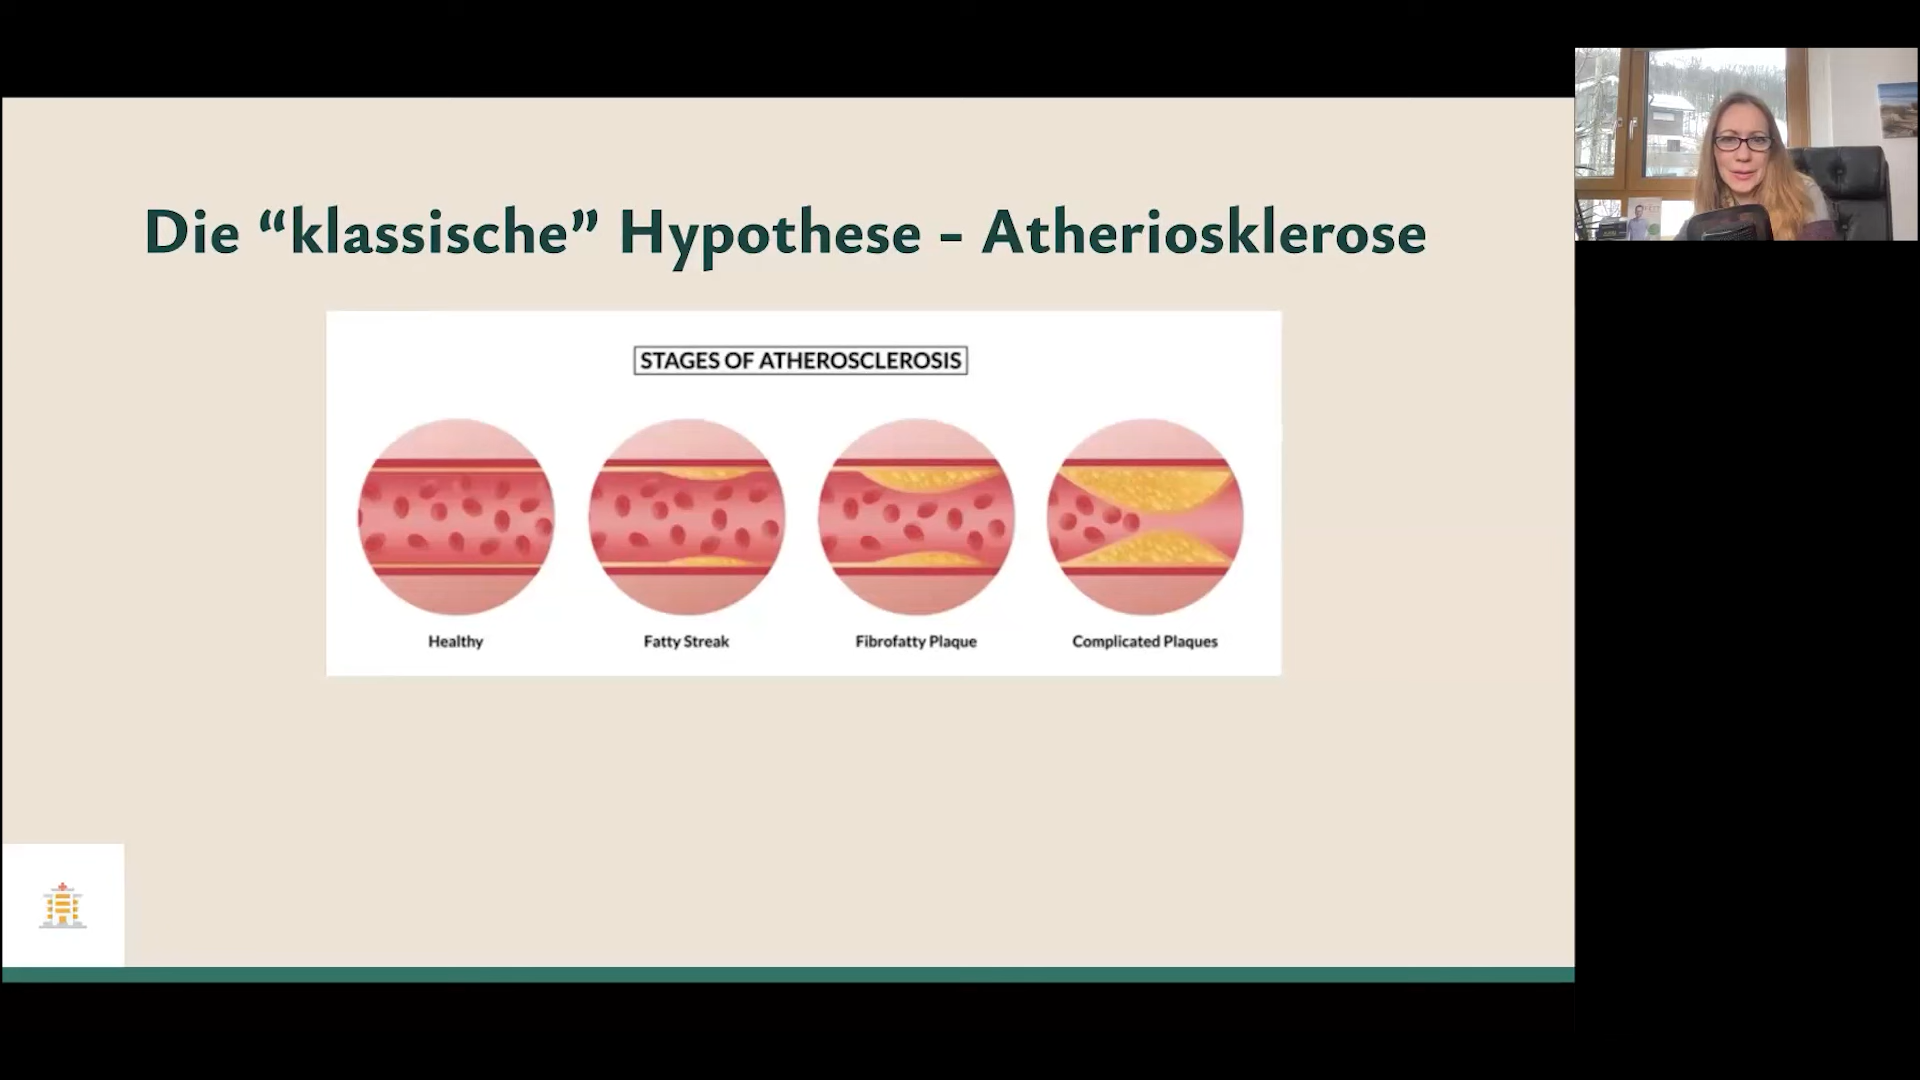 Die “klassische” Hypothese - Atheriosklerose
STAGES OF ATHEROSCLEROSIS
Healthy
Fatty Streak
Fibrofatty Plaque
Complicated Plaques